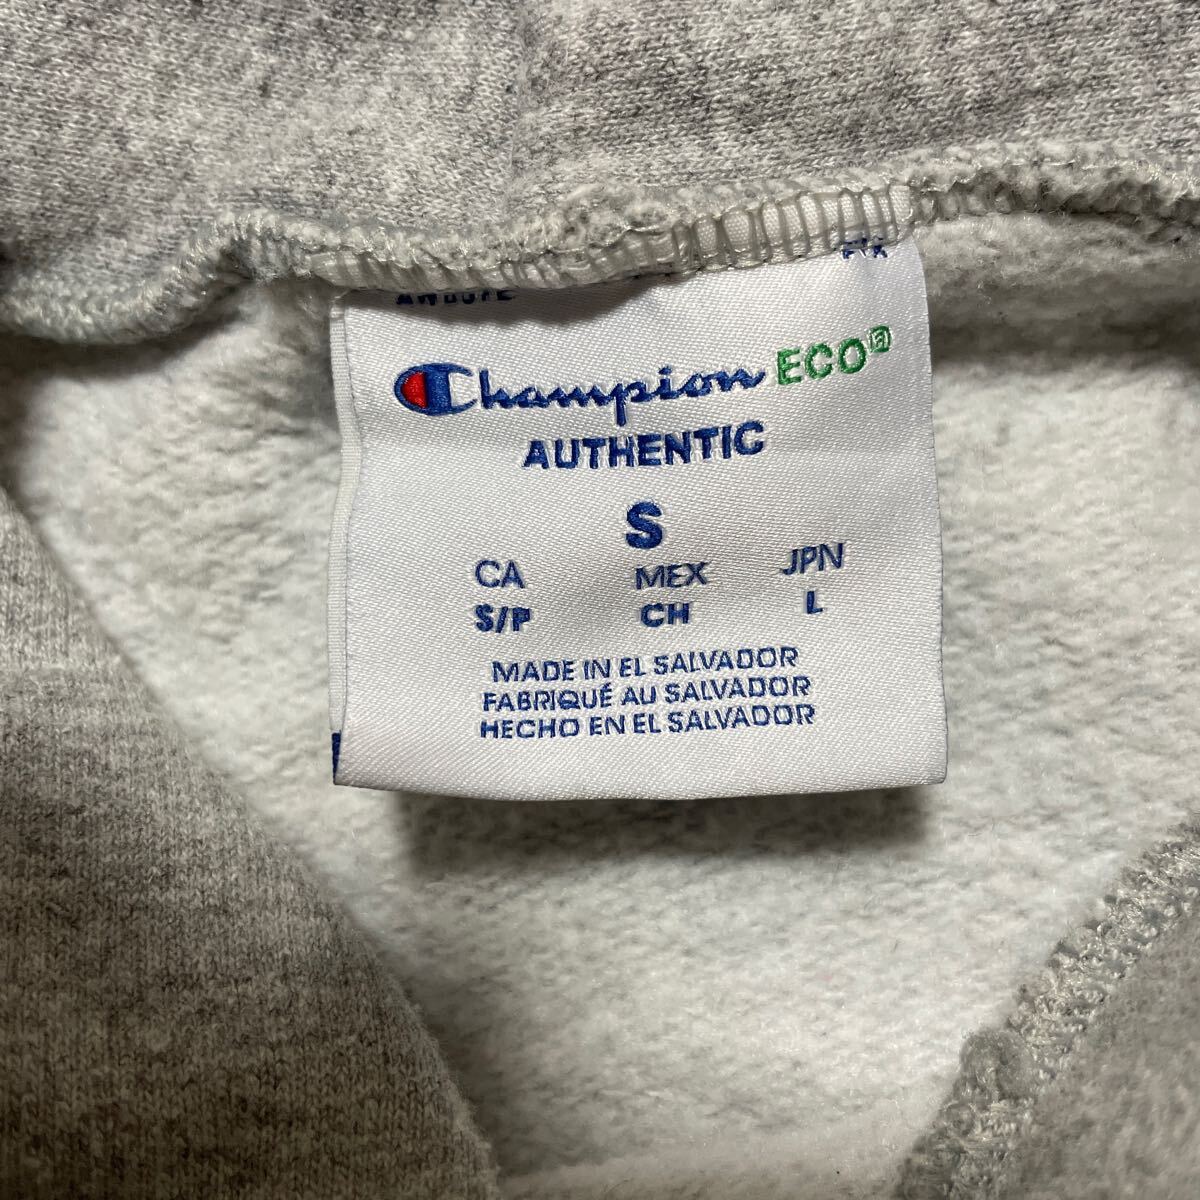 Champion ECO®
AUTHENTIC
S
CA MEX JPN
S/P CH L
MADE IN EL SALVADOR
FABRIQUÉ AU SALVADOR
HECHO EN EL SALVADOR